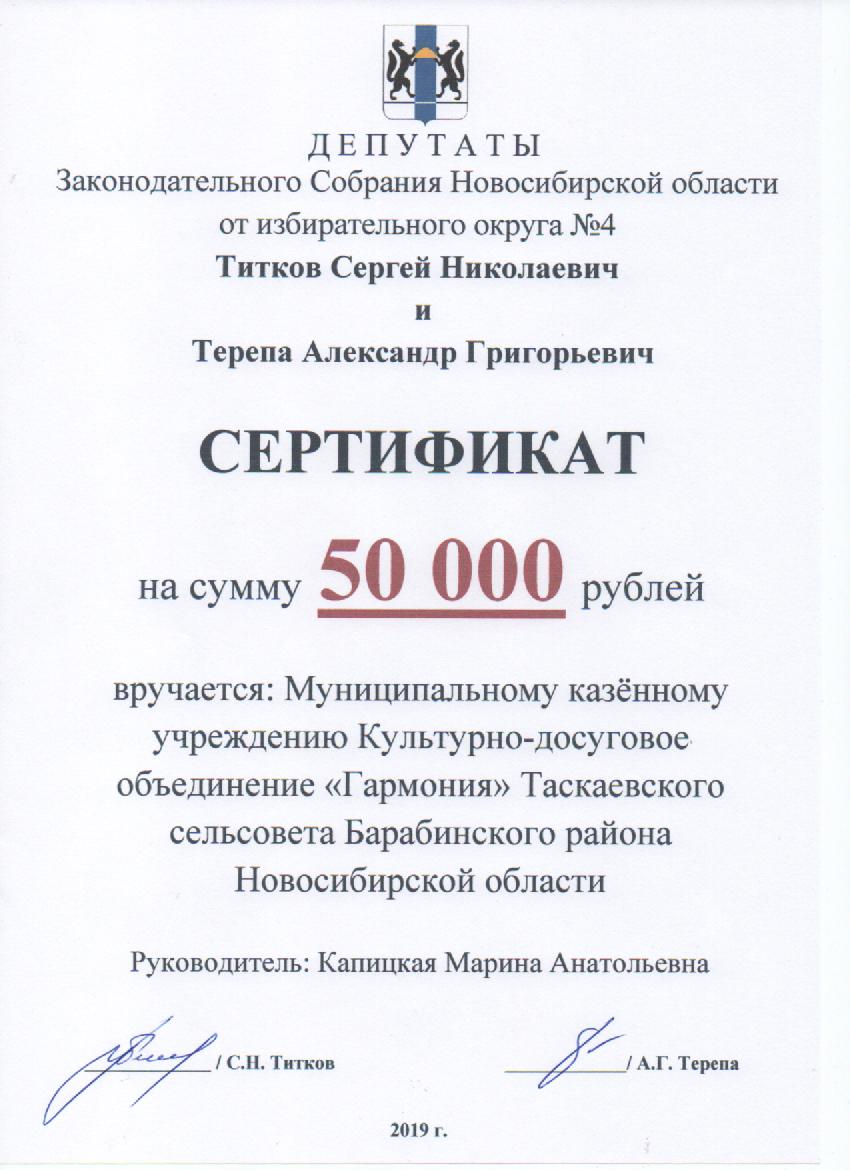 ДЕПУТАТЫ
Законодательного Собрания Новосибирской области
от избирательного округа №4
Титков Сергей Николаевич
и
Терепа Александр Григорьевич
СЕРТИФИКАТ
на сумму 50 000 рублей
вручается: Муниципальному казённому
учреждению Культурно-досуговое
объединение «Гармония» Таскаевского
сельсовета Барабинского района
Новосибирской области
Руководитель: Капицкая Марина Анатольевна
/ С.Н. Титков
/ А.Г. Терепа
2019 г.